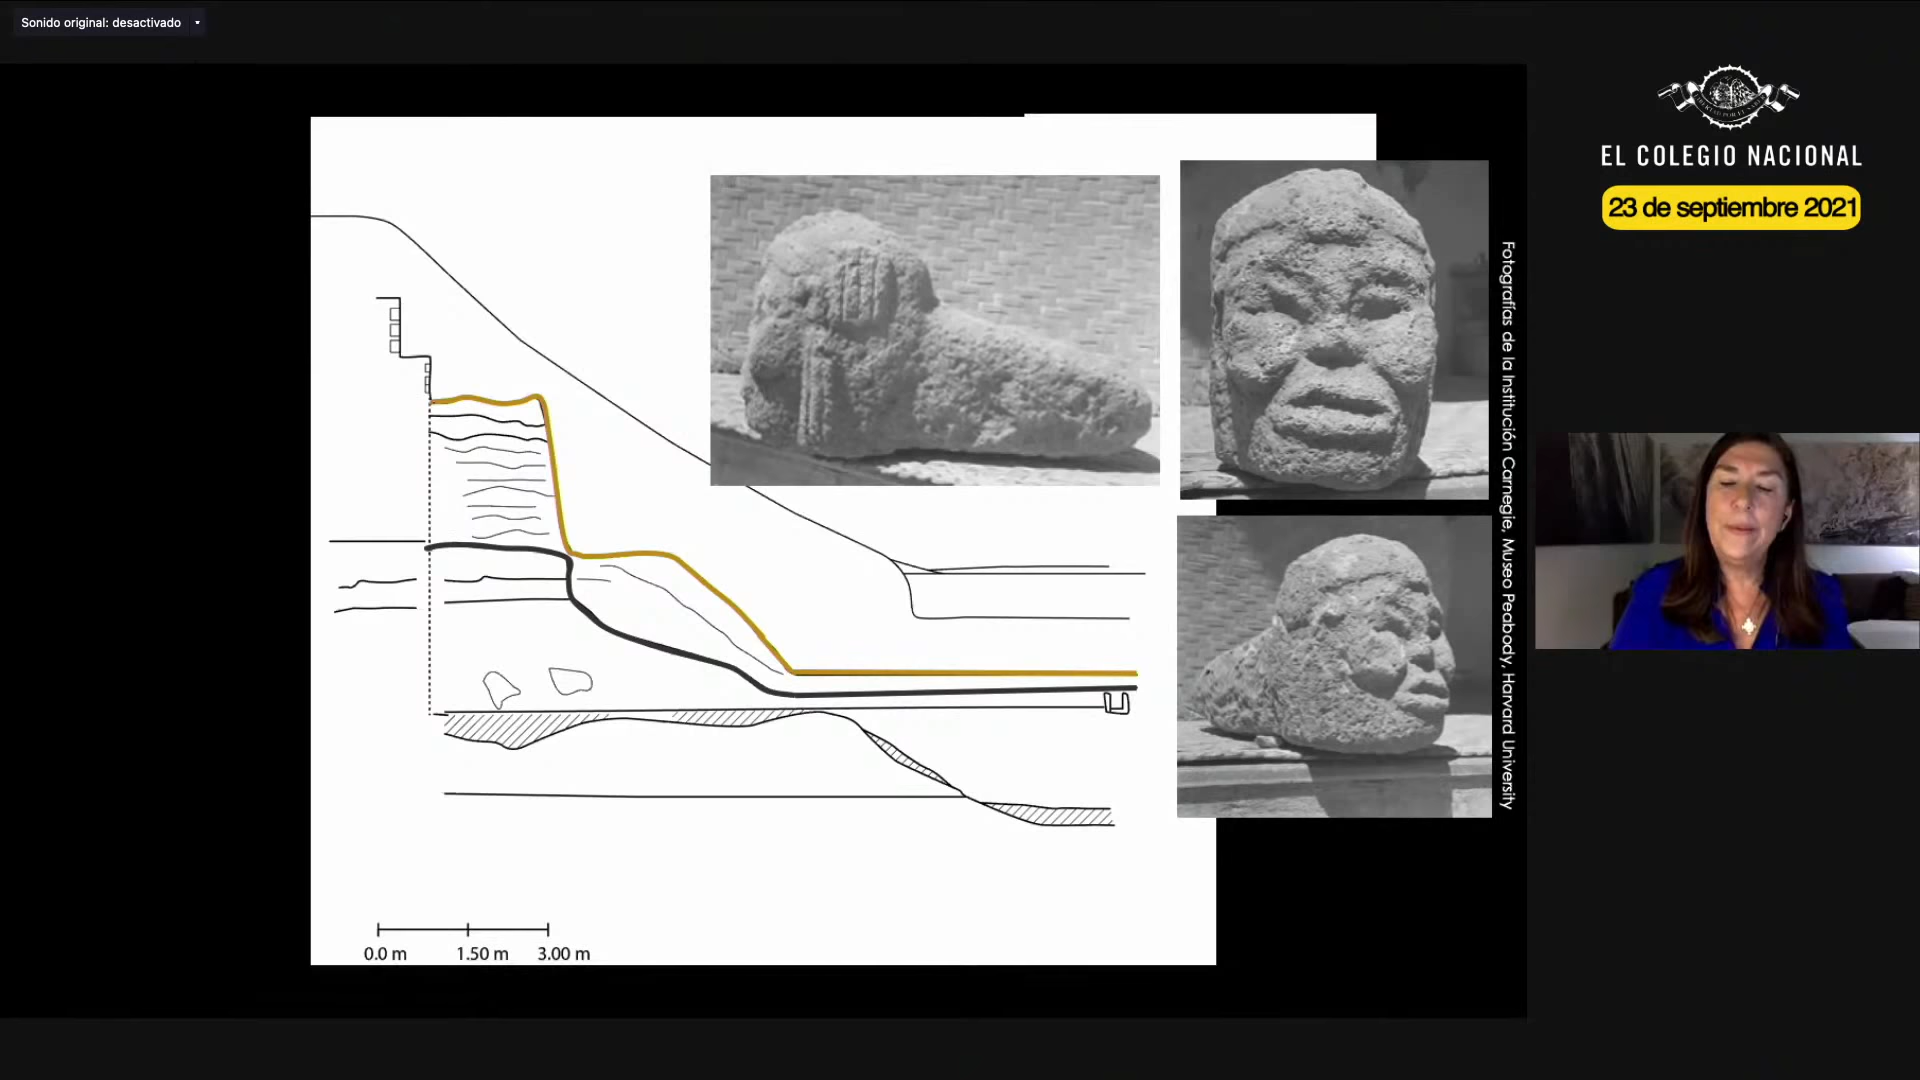 Sonido original: desactivado
EL COLEGIO NACIONAL
23 de septiembre 2021
Fotografías de la Institución Carnegie, Museo Peabody, Harvard University
0.0 m
1.50 m
3.00 m